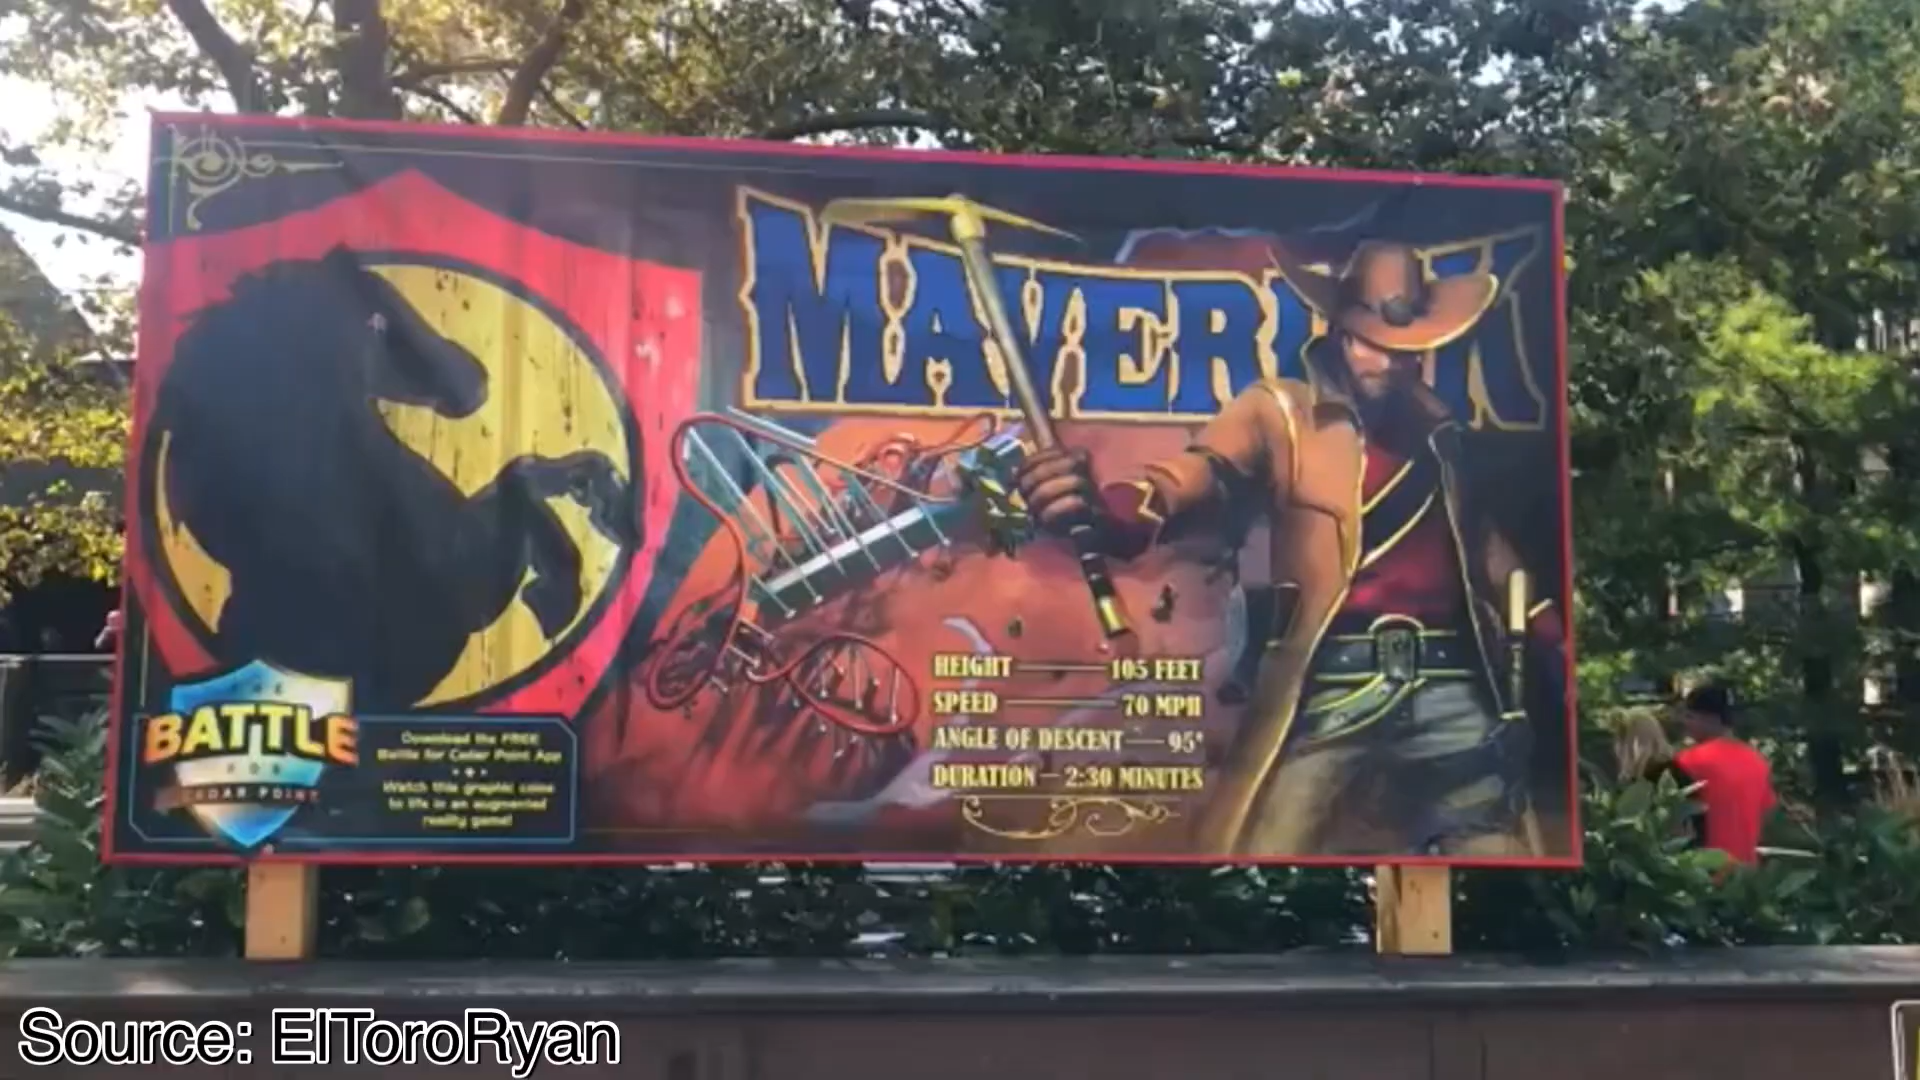 MAVERICK
HEIGHT 105 FEET
SPEED 70 MPH
ANGLE OF DESCENT 95°
DURATION 2:30 MINUTES
THE
BATTLE
FOR
CEDAR POINT
Download the FREE
Battle for Cedar Point App
Watch this graphic come
to life in an augmented
reality game!
Source: ElToroRyan